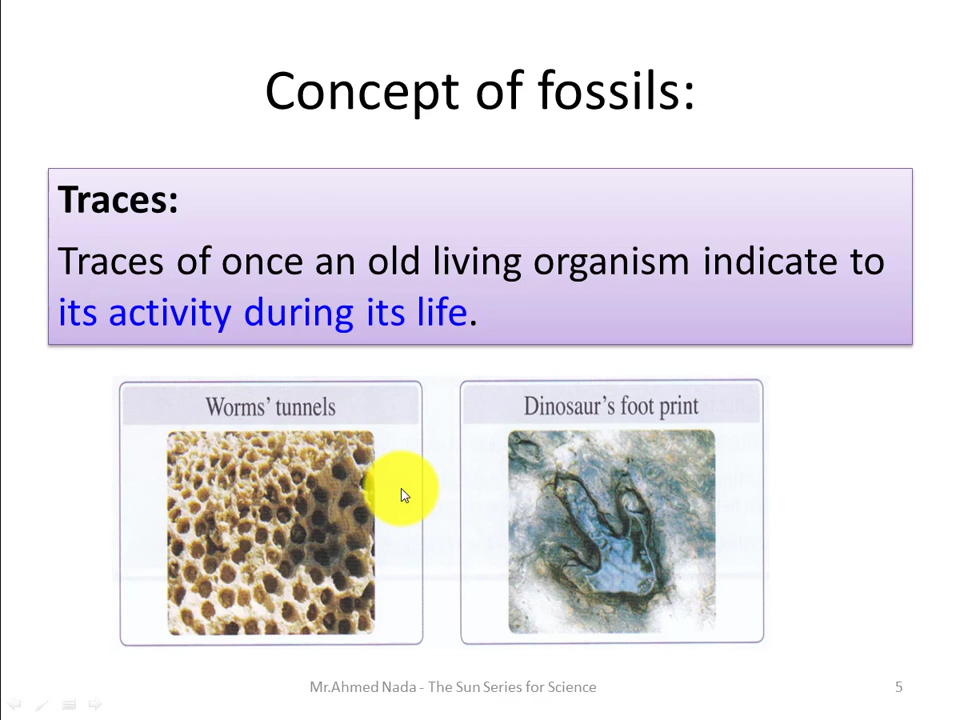 Concept of fossils:
Traces:
Traces of once an old living organism indicate to
its activity during its life.
Worms' tunnels
Dinosaur's foot print
Mr.Ahmed Nada - The Sun Series for Science
5